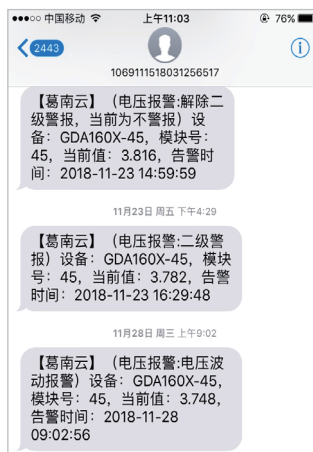 中国移动 上午11:03 76%
2443
1069111518031256517
【葛南云】（电压报警:解除二
级警报，当前为不警报）设
备：GDA160X-45，模块号：
45，当前值：3.816，告警时
间：2018-11-23 14:59:59
11月23日 周五 下午4:29
【葛南云】（电压报警:二级警
报）设备：GDA160X-45，模块
号：45，当前值：3.782，告警
时间：2018-11-23 16:29:48
11月28日 周三 上午9:02
【葛南云】（电压报警:电压波
动报警）设备：GDA160X-45，
模块号：45，当前值：3.748，
告警时间：2018-11-28
09:02:56